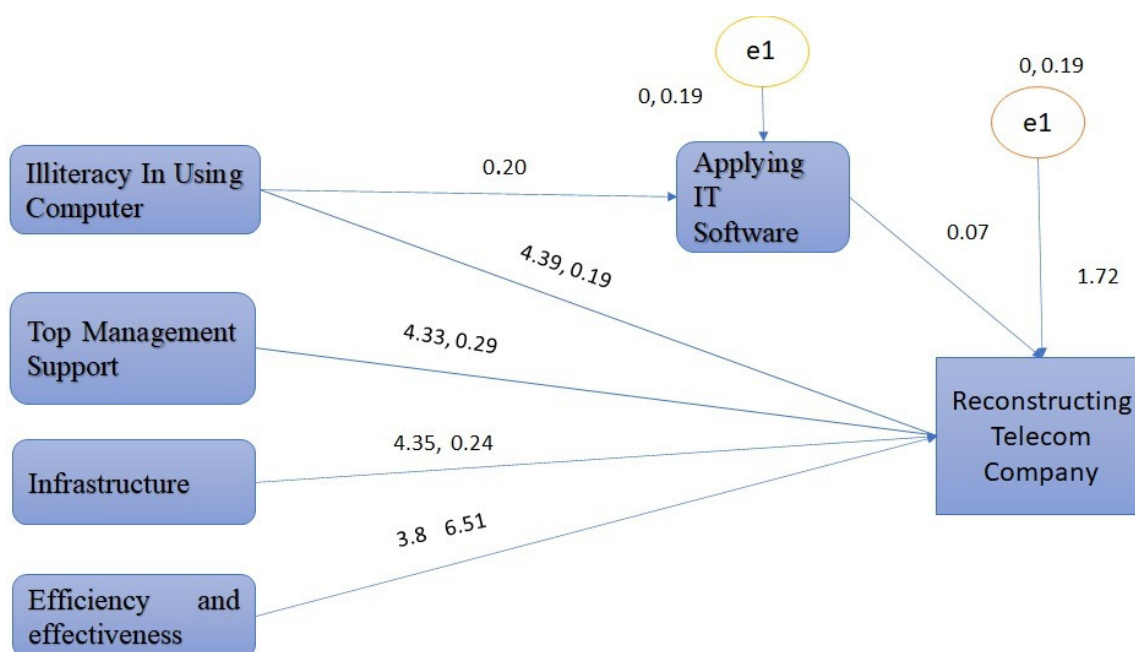 e1
0, 0.19
0, 0.19
e1
Illiteracy In Using
Computer
0.20
Applying
IT
Software
0.07
4.39, 0.19
1.72
Top Management
Support
4.33, 0.29
Reconstructing
Telecom
Company
Infrastructure
4.35, 0.24
3.8 6.51
Efficiency and
effectiveness